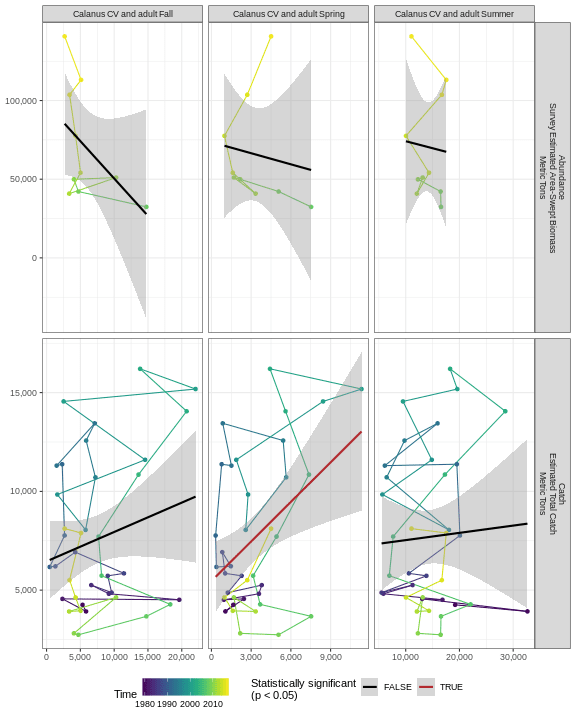 Calanus CV and adult Fall
Calanus CV and adult Spring
Calanus CV and adult Summer
100,000
50,000
0
Abundance
Survey Estimated Area-Swept Biomass
Metric Tons
15,000
10,000
5,000
Catch
Estimated Total Catch
Metric Tons
0 5,000 10,000 15,000 20,000
0 3,000 6,000 9,000
10,000 20,000 30,000
Time
1980 1990 2000 2010
Statistically significant
(p < 0.05)
FALSE
TRUE